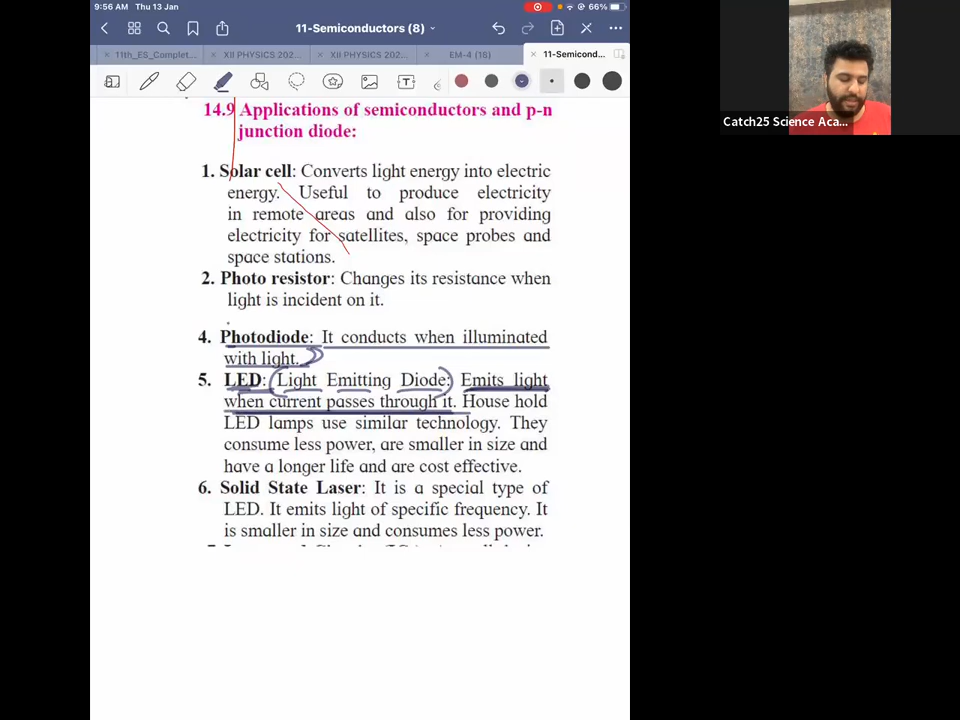 9:56 AM Thu 13 Jan
66%
11-Semiconductors (8)
11th_ES_Complet...
XII PHYSICS 202...
XII PHYSICS 202...
EM-4 (1S)
11-Semicond...
Catch25 Science Aca...
14.9 Applications of semiconductors and p-n
junction diode:
1. Solar cell: Converts light energy into electric
energy. Useful to produce electricity
in remote areas and also for providing
electricity for satellites, space probes and
space stations.
2. Photo resistor: Changes its resistance when
light is incident on it.
4. Photodiode: It conducts when illuminated
with light.
5. LED: (Light Emitting Diode: Emits light
when current passes through it. House hold
LED lamps use similar technology. They
consume less power, are smaller in size and
have a longer life and are cost effective.
6. Solid State Laser: It is a special type of
LED. It emits light of specific frequency. It
is smaller in size and consumes less power.